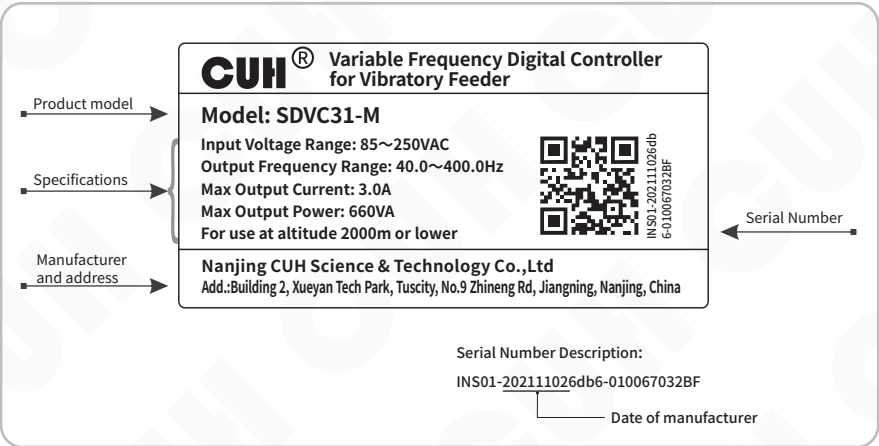 CUH® Variable Frequency Digital Controller
for Vibratory Feeder
Product model
Model: SDVC31-M
Specifications
Input Voltage Range: 85～250VAC
Output Frequency Range: 40.0～400.0Hz
Max Output Current: 3.0A
Max Output Power: 660VA
For use at altitude 2000m or lower
INS01-202111026db
6-010067032BF
Serial Number
Manufacturer
and address
Nanjing CUH Science & Technology Co.,Ltd
Add.:Building 2, Xueyan Tech Park, Tuscity, No.9 Zhineng Rd, Jiangning, Nanjing, China
Serial Number Description:
INS01-202111026db6-010067032BF
Date of manufacturer